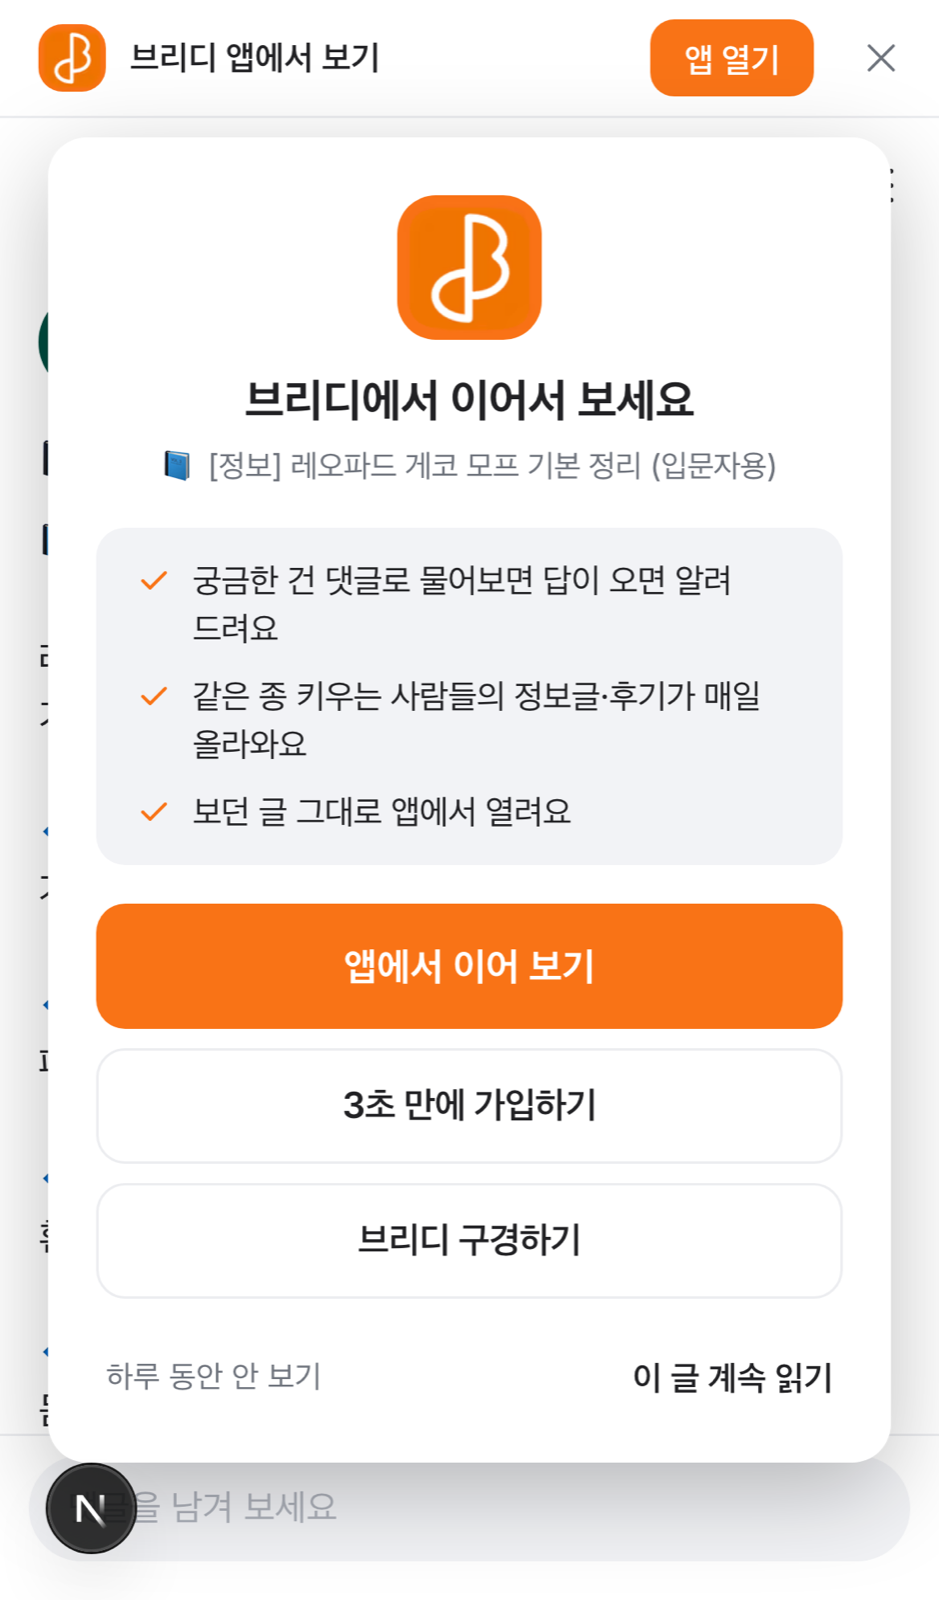 브리디 앱에서 보기
앱 열기
브리디에서 이어서 보세요
[정보] 레오파드 게코 모프 기본 정리 (입문자용)
궁금한 건 댓글로 물어보면 답이 오면 알려
드려요
같은 종 키우는 사람들의 정보글·후기가 매일
올라와요
보던 글 그대로 앱에서 열려요
앱에서 이어 보기
3초 만에 가입하기
브리디 구경하기
하루 동안 안 보기
이 글 계속 읽기
N
남겨 보세요